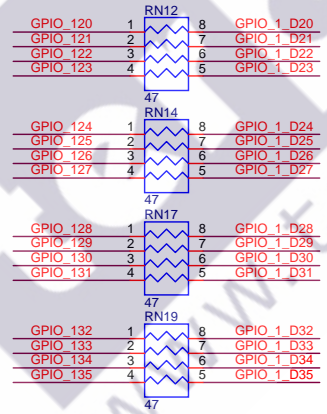 RN12
GPIO_120 1 8 GPIO_1_D20
GPIO_121 2 7 GPIO_1_D21
GPIO_122 3 6 GPIO_1_D22
GPIO_123 4 5 GPIO_1_D23
47
RN14
GPIO_124 1 8 GPIO_1_D24
GPIO_125 2 7 GPIO_1_D25
GPIO_126 3 6 GPIO_1_D26
GPIO_127 4 5 GPIO_1_D27
47
RN17
GPIO_128 1 8 GPIO_1_D28
GPIO_129 2 7 GPIO_1_D29
GPIO_130 3 6 GPIO_1_D30
GPIO_131 4 5 GPIO_1_D31
47
RN19
GPIO_132 1 8 GPIO_1_D32
GPIO_133 2 7 GPIO_1_D33
GPIO_134 3 6 GPIO_1_D34
GPIO_135 4 5 GPIO_1_D35
47